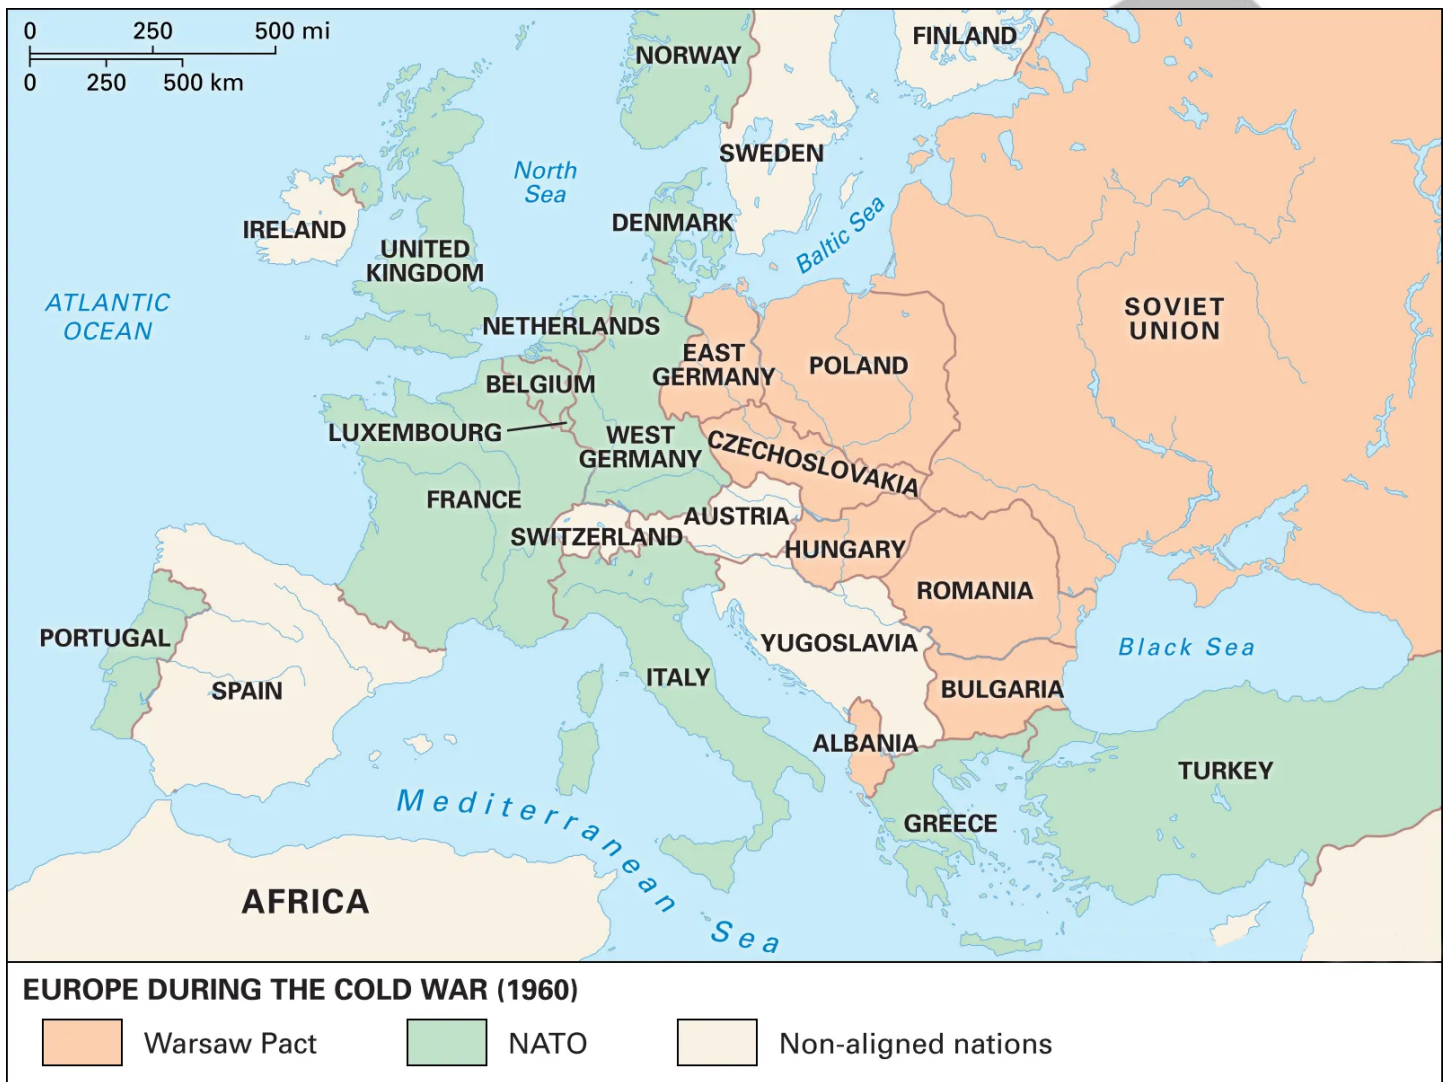 0 250 500 mi
0 250 500 km
NORWAY
FINLAND
SWEDEN
North
Sea
DENMARK
IRELAND
UNITED
KINGDOM
Baltic Sea
ATLANTIC
OCEAN
SOVIET
UNION
NETHERLANDS
EAST
GERMANY
POLAND
BELGIUM
LUXEMBOURG
WEST
GERMANY
CZECHOSLOVAKIA
FRANCE
SWITZERLAND
AUSTRIA
HUNGARY
ROMANIA
PORTUGAL
SPAIN
ITALY
YUGOSLAVIA
Black Sea
BULGARIA
ALBANIA
TURKEY
GREECE
Mediterranean Sea
AFRICA
EUROPE DURING THE COLD WAR (1960)
Warsaw Pact NATO Non-aligned nations